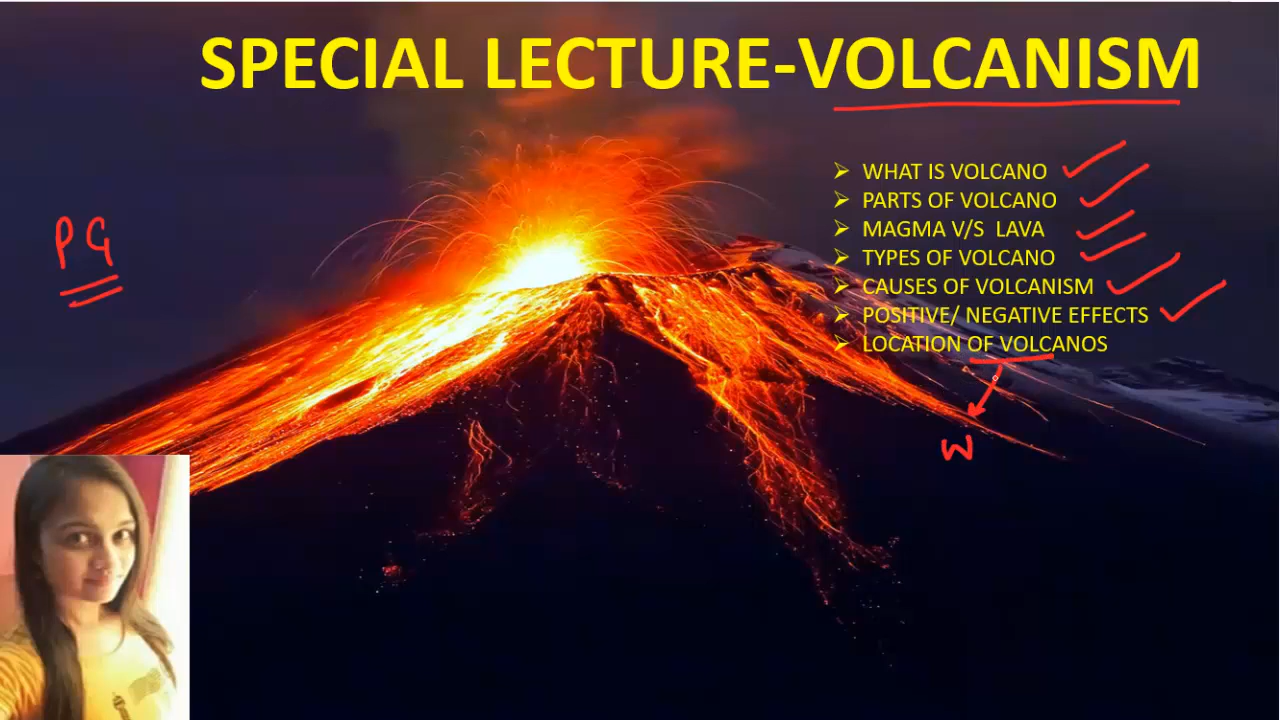 SPECIAL LECTURE-VOLCANISM
WHAT IS VOLCANO
PARTS OF VOLCANO
MAGMA V/S LAVA
TYPES OF VOLCANO
CAUSES OF VOLCANISM
POSITIVE/ NEGATIVE EFFECTS
LOCATION OF VOLCANOS
PG
W